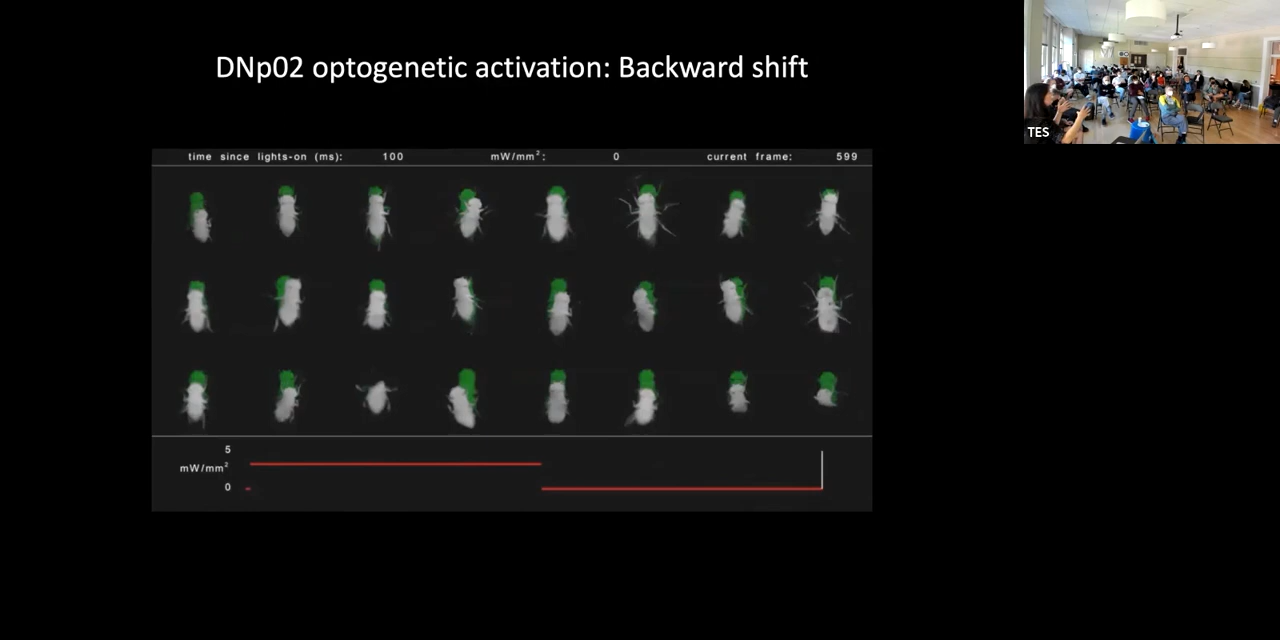 DNp02 optogenetic activation: Backward shift
TES
time since lights-on (ms): 100 mW/mm²: 0 current frame: 599
5
mW/mm²
0